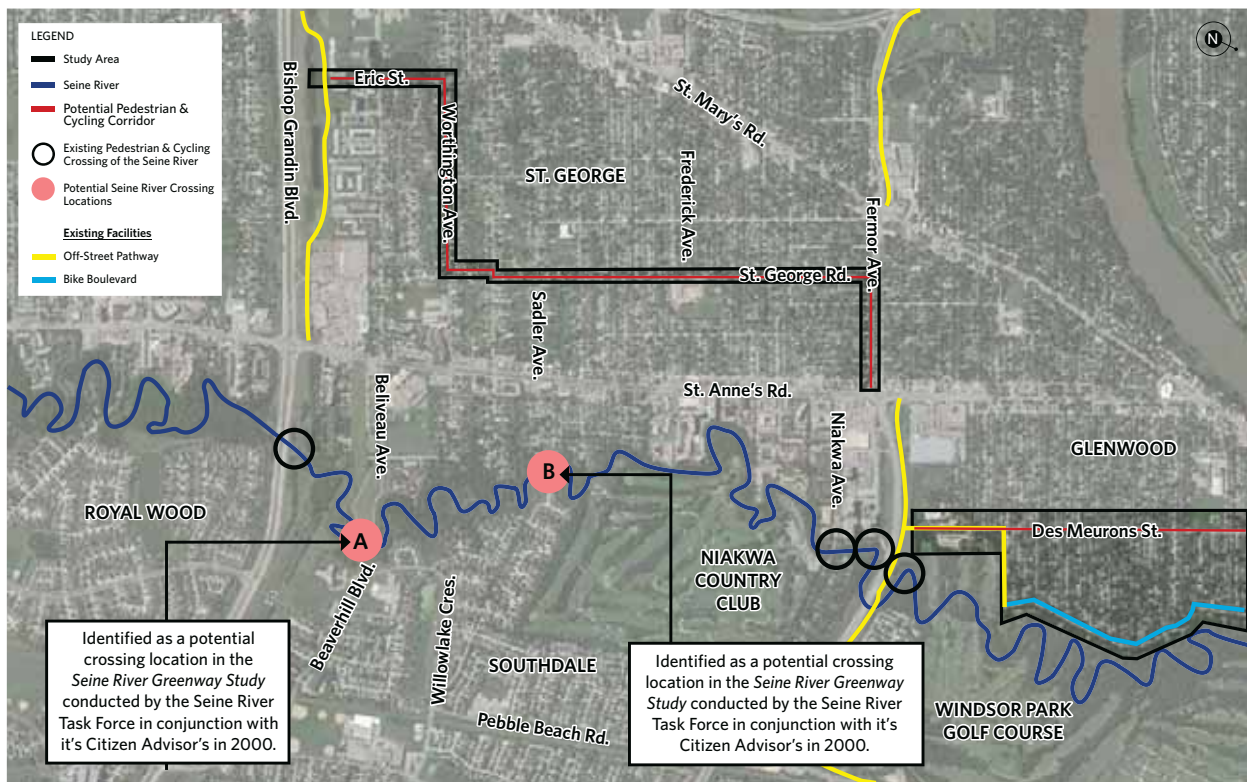 LEGEND
Study Area
Seine River
Potential Pedestrian &
Cycling Corridor
Existing Pedestrian & Cycling
Crossing of the Seine River
Potential Seine River Crossing
Locations
Existing Facilities
Off-Street Pathway
Bike Boulevard
N
Bishop Grandin Blvd.
Eric St.
Worthington Ave.
ST. GEORGE
St. Mary's Rd.
Frederick Ave.
Fermor Ave.
St. George Rd.
Sadler Ave.
Beliveau Ave.
St. Anne's Rd.
Niakwa Ave.
GLENWOOD
ROYAL WOOD
A
B
Des Meurons St.
NIAKWA
COUNTRY
CLUB
Beaverhill Blvd.
Willowlake Cres.
SOUTHDALE
Pebble Beach Rd.
WINDSOR PARK
GOLF COURSE
Identified as a potential
crossing location in the
Seine River Greenway Study
conducted by the Seine River
Task Force in conjunction with
it's Citizen Advisor's in 2000.
Identified as a potential crossing
location in the Seine River Greenway
Study conducted by the Seine River
Task Force in conjunction with it's
Citizen Advisor's in 2000.